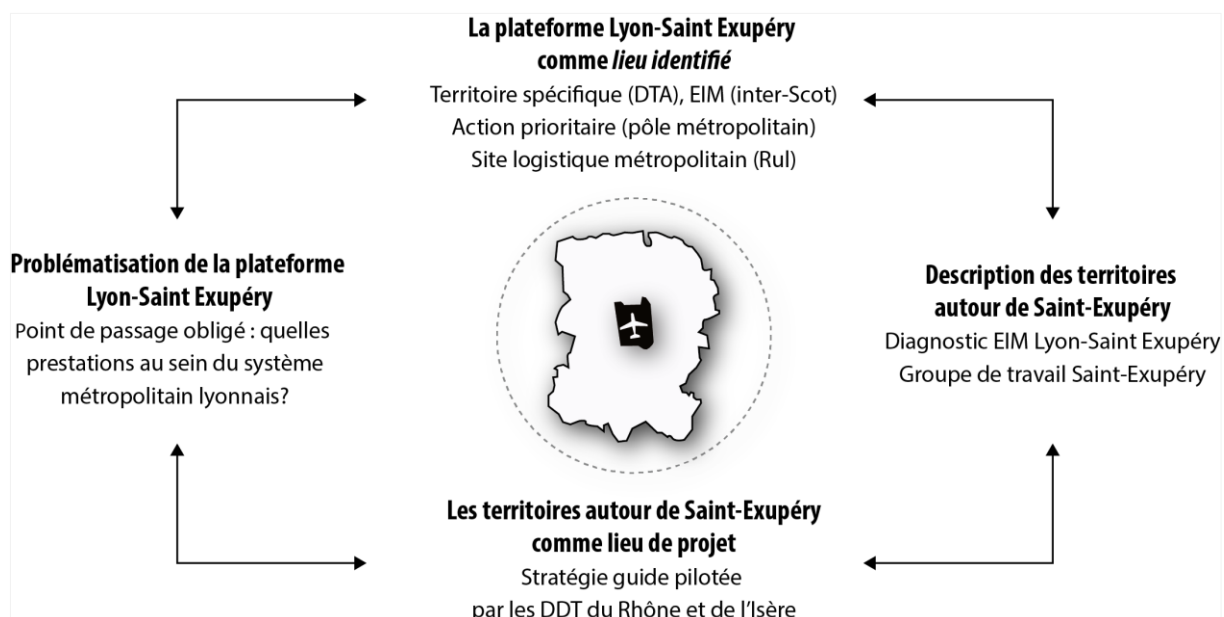 La plateforme Lyon-Saint Exupéry
comme lieu identifié
Territoire spécifique (DTA), EIM (inter-Scot)
Action prioritaire (pôle métropolitain)
Site logistique métropolitain (Rul)
Problématisation de la plateforme
Lyon-Saint Exupéry
Point de passage obligé : quelles
prestations au sein du système
métropolitain lyonnais?
Description des territoires
autour de Saint-Exupéry
Diagnostic EIM Lyon-Saint Exupéry
Groupe de travail Saint-Exupéry
Les territoires autour de Saint-Exupéry
comme lieu de projet
Stratégie guide pilotée
par les DDT du Rhône et de l'Isère